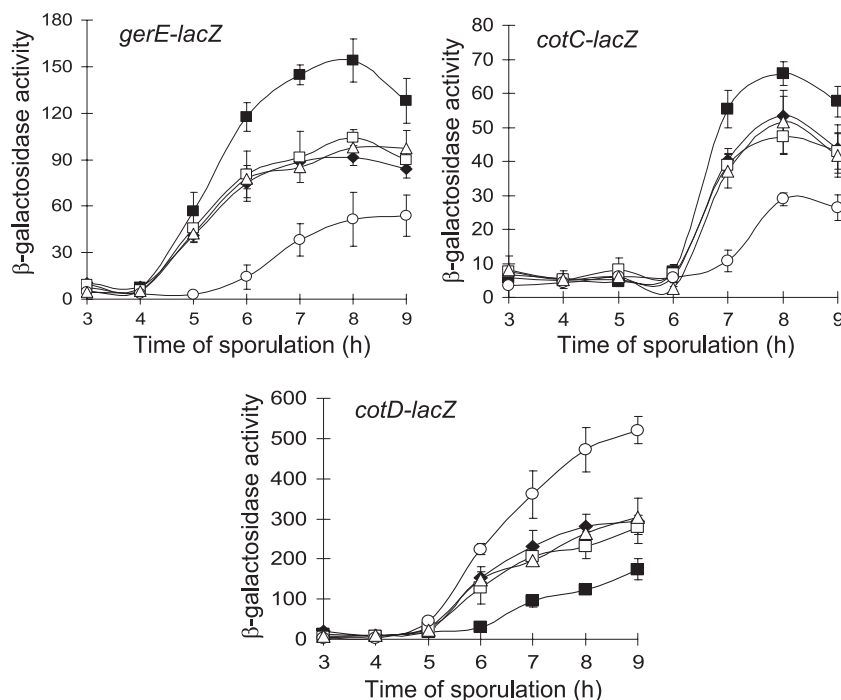 gerE-lacZ
β-galactosidase activity
180
150
120
90
60
30
0
3 4 5 6 7 8 9
Time of sporulation (h)
cotC-lacZ
β-galactosidase activity
80
70
60
50
40
30
20
10
0
3 4 5 6 7 8 9
Time of sporulation (h)
cotD-lacZ
β-galactosidase activity
600
500
400
300
200
100
0
3 4 5 6 7 8 9
Time of sporulation (h)